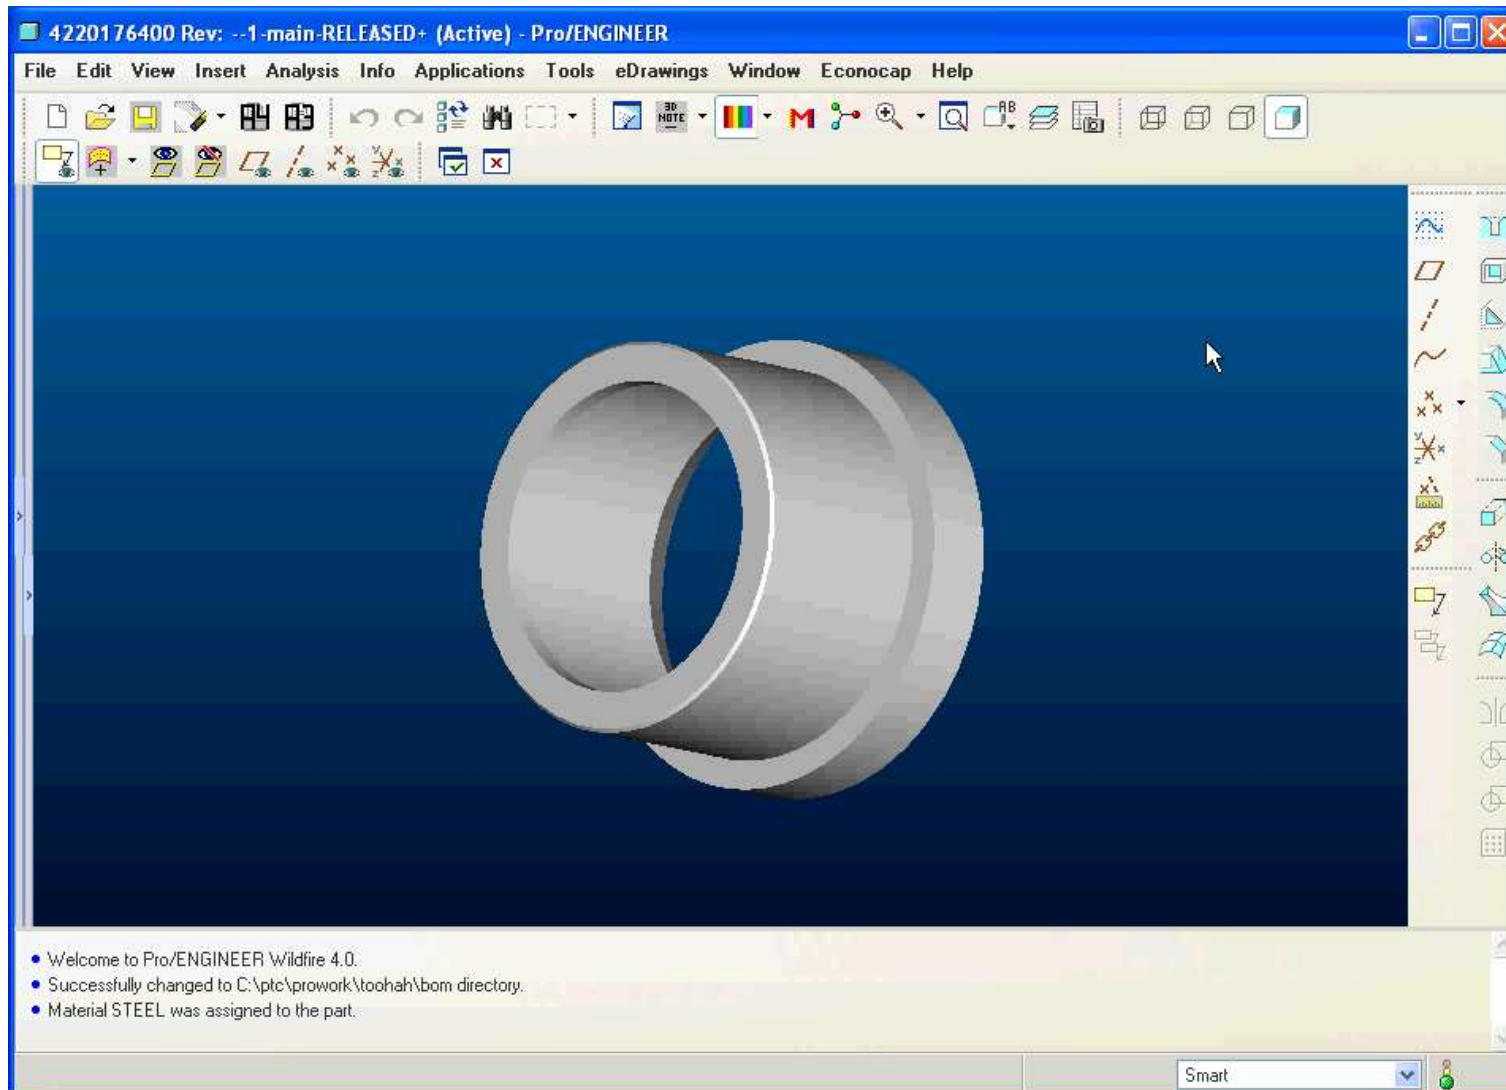 4220176400 Rev: --1-main-RELEASED+ (Active) - Pro/ENGINEER
File Edit View Insert Analysis Info Applications Tools eDrawings Window Econocap Help
3D
NOTE
AB
Welcome to Pro/ENGINEER Wildfire 4.0.
Successfully changed to C:\ptc\prowork\toohah\bom directory.
Material STEEL was assigned to the part.
Smart